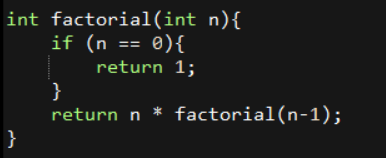 int factorial(int n){
    if (n == 0){
        return 1;
    }
    return n * factorial(n-1);
}